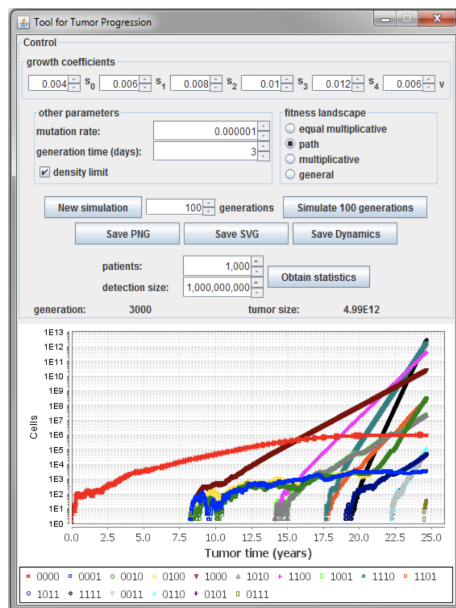 Tool for Tumor Progression
Control
growth coefficients
0.004 s0 0.006 s1 0.008 s2 0.01 s3 0.012 s4 0.006 v
other parameters
mutation rate: 0.000001
generation time (days): 3
density limit
fitness landscape
equal multiplicative
path
multiplicative
general
New simulation 100 generations Simulate 100 generations
Save PNG Save SVG Save Dynamics
patients: 1,000
detection size: 1,000,000,000
Obtain statistics
generation: 3000 tumor size: 4.99E12
1E13
1E12
1E11
1E10
1E9
1E8
1E7
1E6
1E5
1E4
1E3
1E2
1E1
1E0
Cells
0.0 2.5 5.0 7.5 10.0 12.5 15.0 17.5 20.0 22.5 25.0
Tumor time (years)
0000 0001 0010 0100 1000 1010 1100 1001 1110 1101
1011 1111 0011 0110 0101 0111